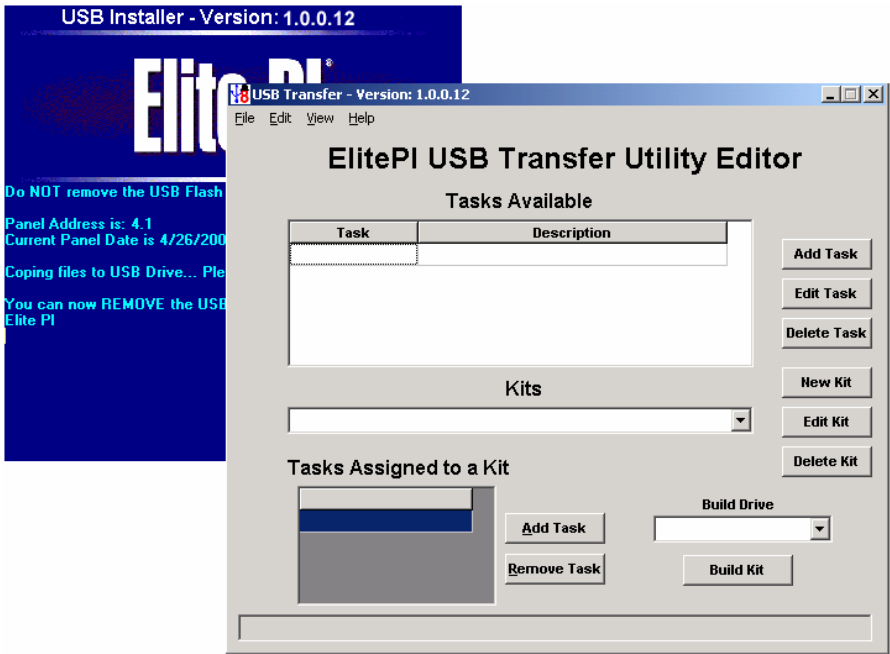 USB Installer - Version: 1.0.0.12
Do NOT remove the USB Flash
Panel Address is: 4.1
Current Panel Date is 4/26/200
Coping files to USB Drive... Ple
You can now REMOVE the USB
Elite PI
USB Transfer - Version: 1.0.0.12
File Edit View Help
ElitePI USB Transfer Utility Editor
Tasks Available
Task Description
Add Task
Edit Task
Delete Task
Kits
New Kit
Edit Kit
Delete Kit
Tasks Assigned to a Kit
Add Task
Remove Task
Build Drive
Build Kit